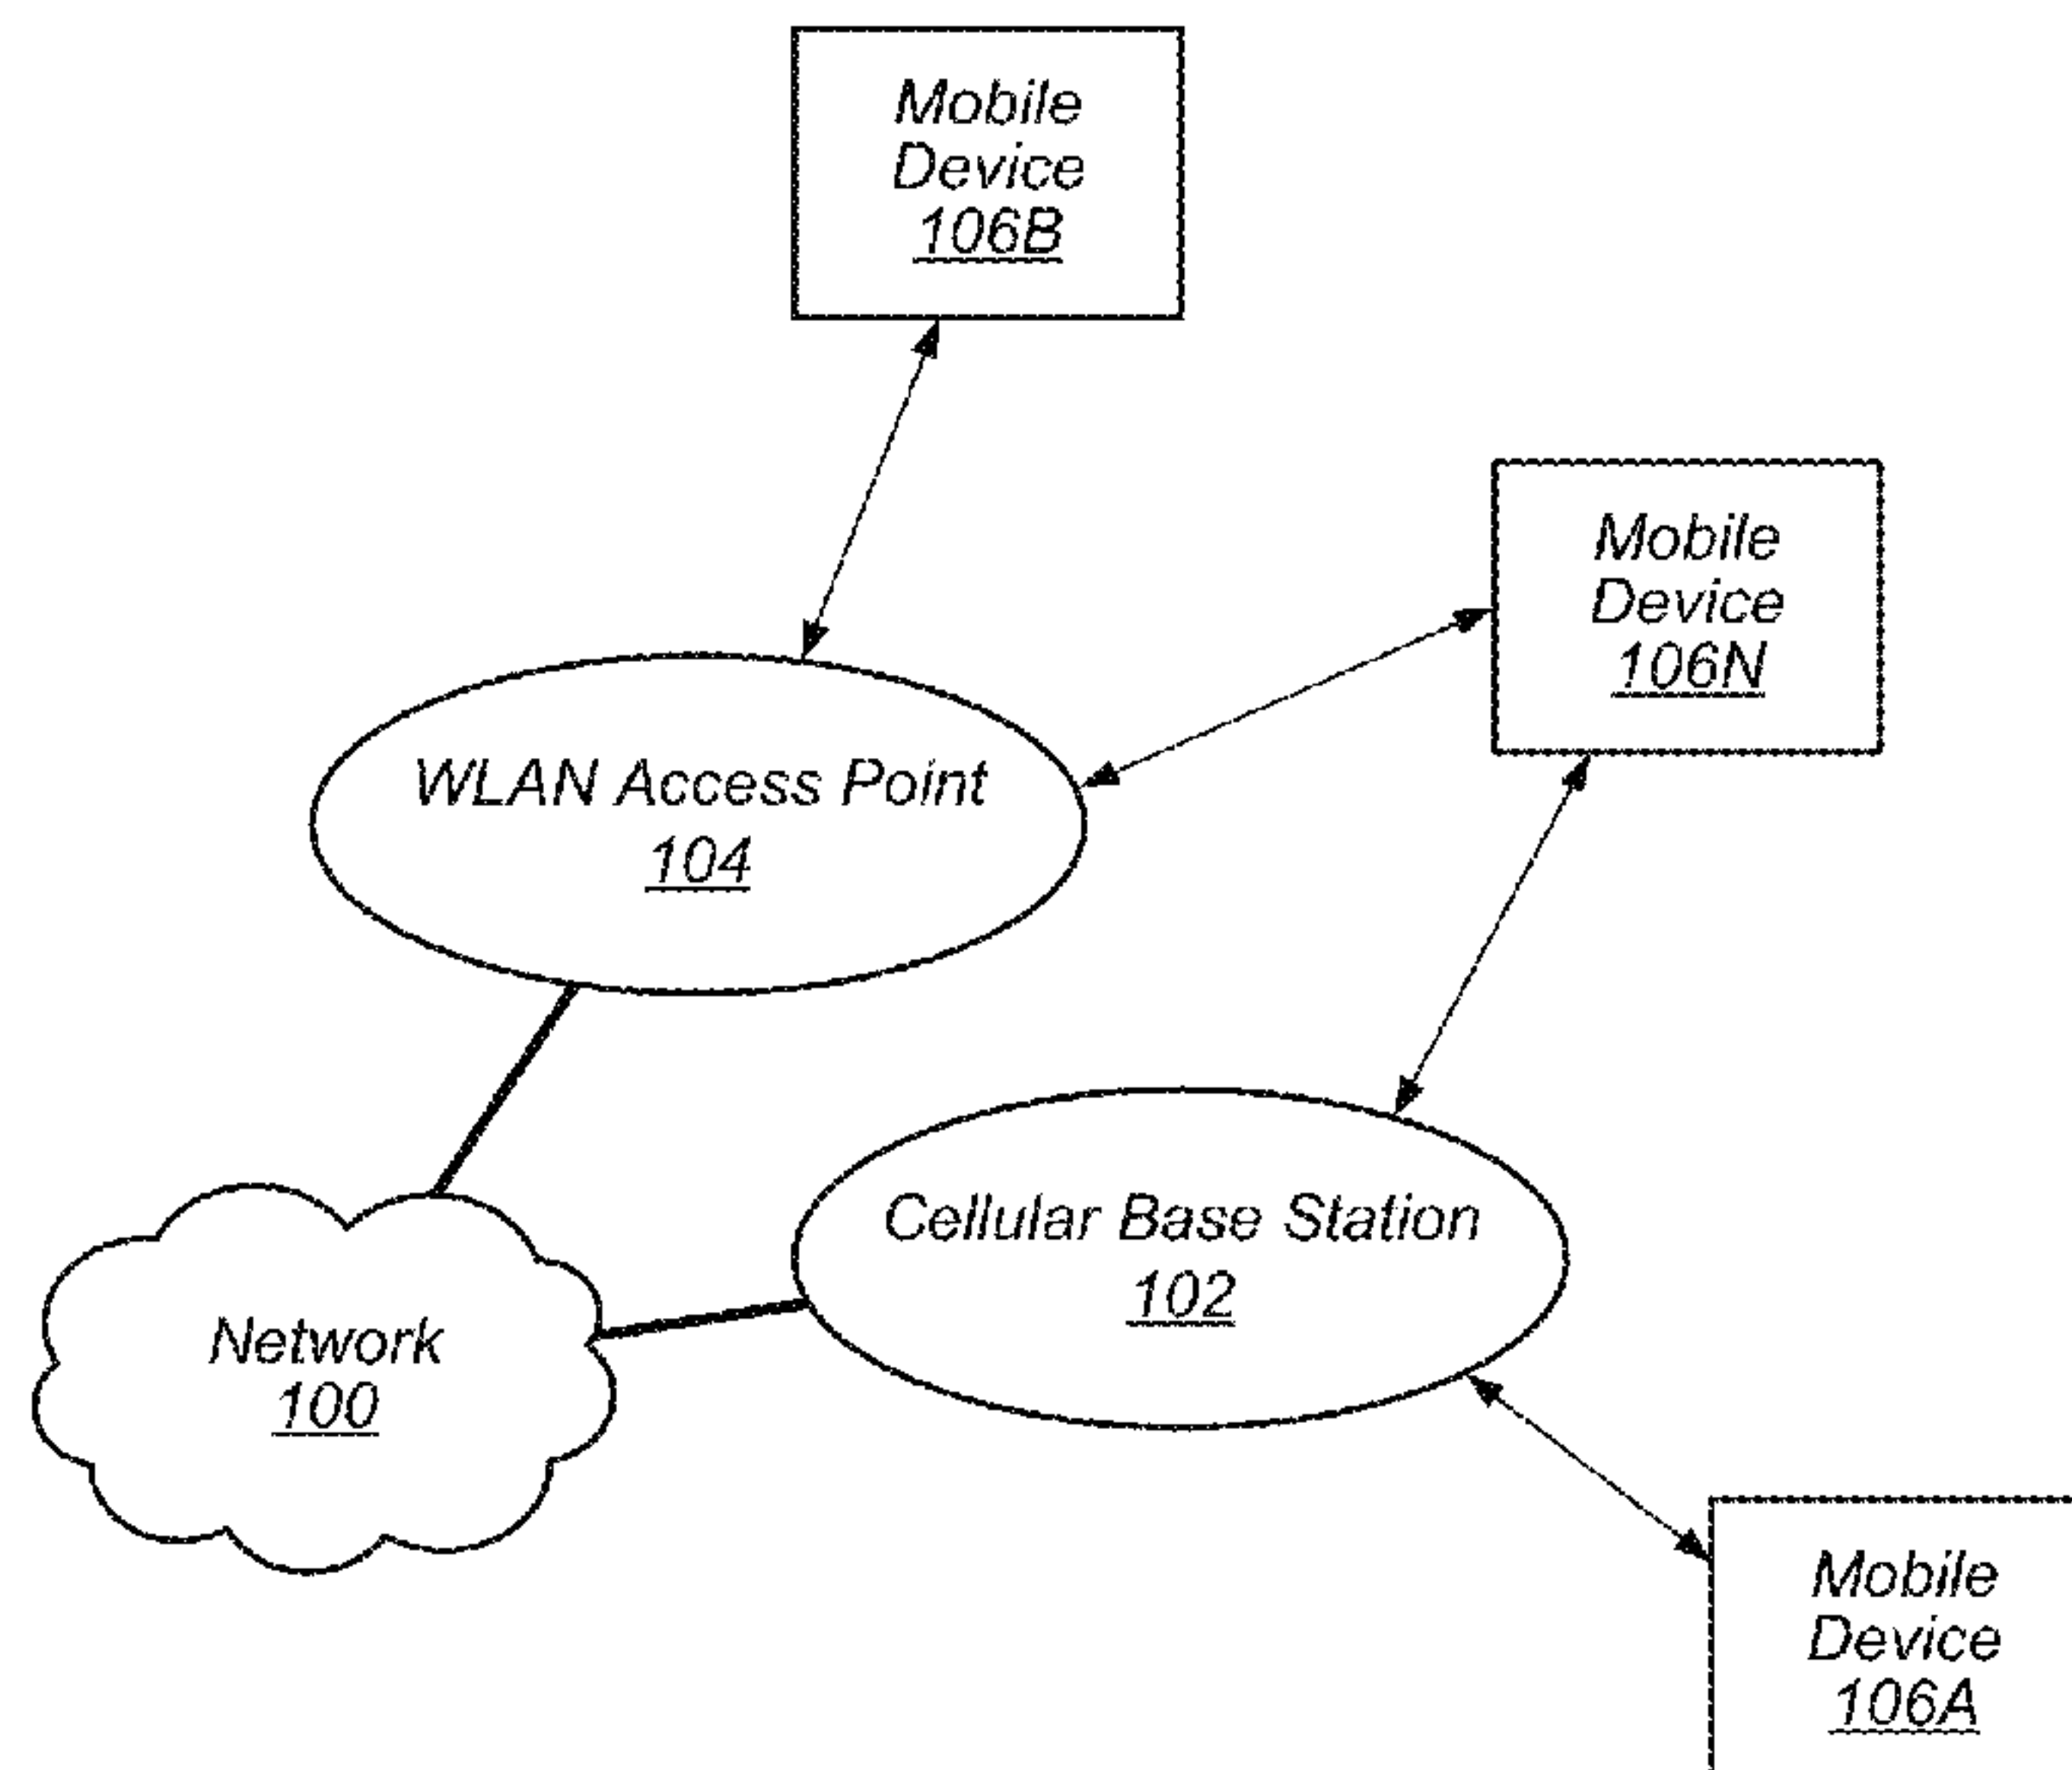 Mobile
Device
106B
Mobile
Device
106N
WLAN Access Point
104
Cellular Base Station
102
Network
100
Mobile
Device
106A